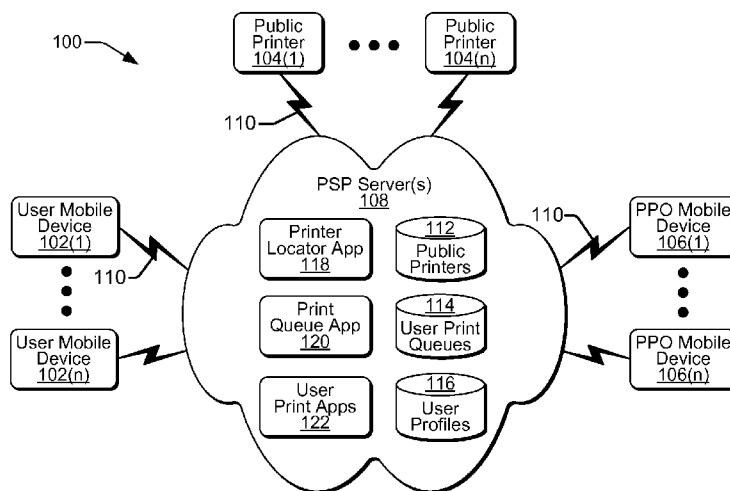 100
Public
Printer
104(1)
Public
Printer
104(n)
110
PSP Server(s)
108
User Mobile
Device
102(1)
110
User Mobile
Device
102(n)
Printer
Locator App
118
112
Public
Printers
Print
Queue App
120
114
User Print
Queues
User
Print Apps
122
116
User
Profiles
110
PPO Mobile
Device
106(1)
PPO Mobile
Device
106(n)